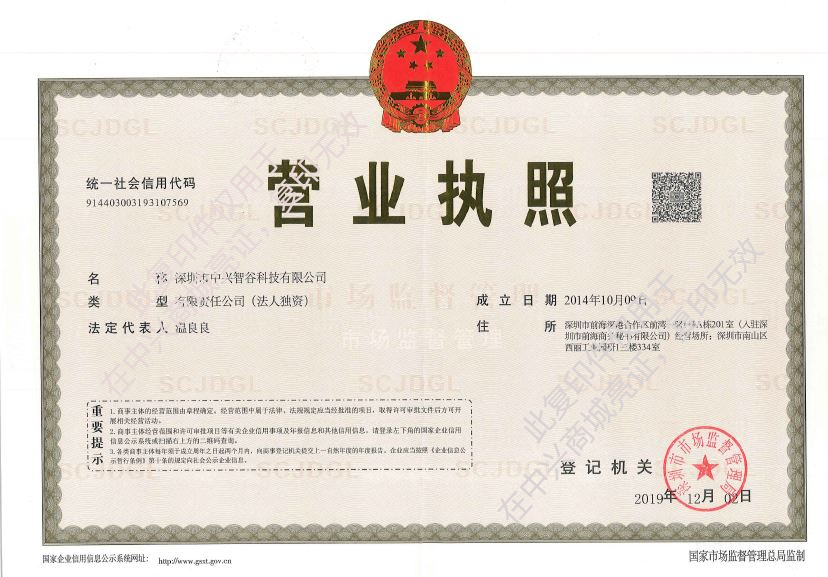 营业执照
统一社会信用代码
914403003193107569
名 称 深圳市中兴智谷科技有限公司
类 型 有限责任公司（法人独资）
法定代表人 温良良
成立日期 2014年10月09日
住 所 深圳市前海深港合作区前湾一路1号A栋201室（入驻深
圳市前海商务秘书有限公司）经营场所：深圳市南山区
西丽工业园区
三楼334室
重要提示
1.商事主体的经营范围由章程确定。经营范围中属于法律、法规规定应当经批准的项目，取得许可审批文件后方可开
展相关经营活动。
2.商事主体经营范围和许可审批项目等有关企业信用事项及年报信息和其他信用信息，请登录左下角的国家企业信用
信息公示系统或扫描右上方的二维码查询。
3.各类商事主体每年须于成立周年之日起两个月内，向商事登记机关提交上一自然年度的年度报告。企业应当按照《企业信息公
示暂行条例》第十条的规定向社会公示企业信息。
登记机关
深圳市市场监督管理局
2019年 12月 02日
国家企业信用信息公示系统网址： http://www.gsxt.gov.cn
国家市场监督管理总局监制
SCJDGL
市场监督管理
此复印件仅用于
在中兴商城亮证，复印无效